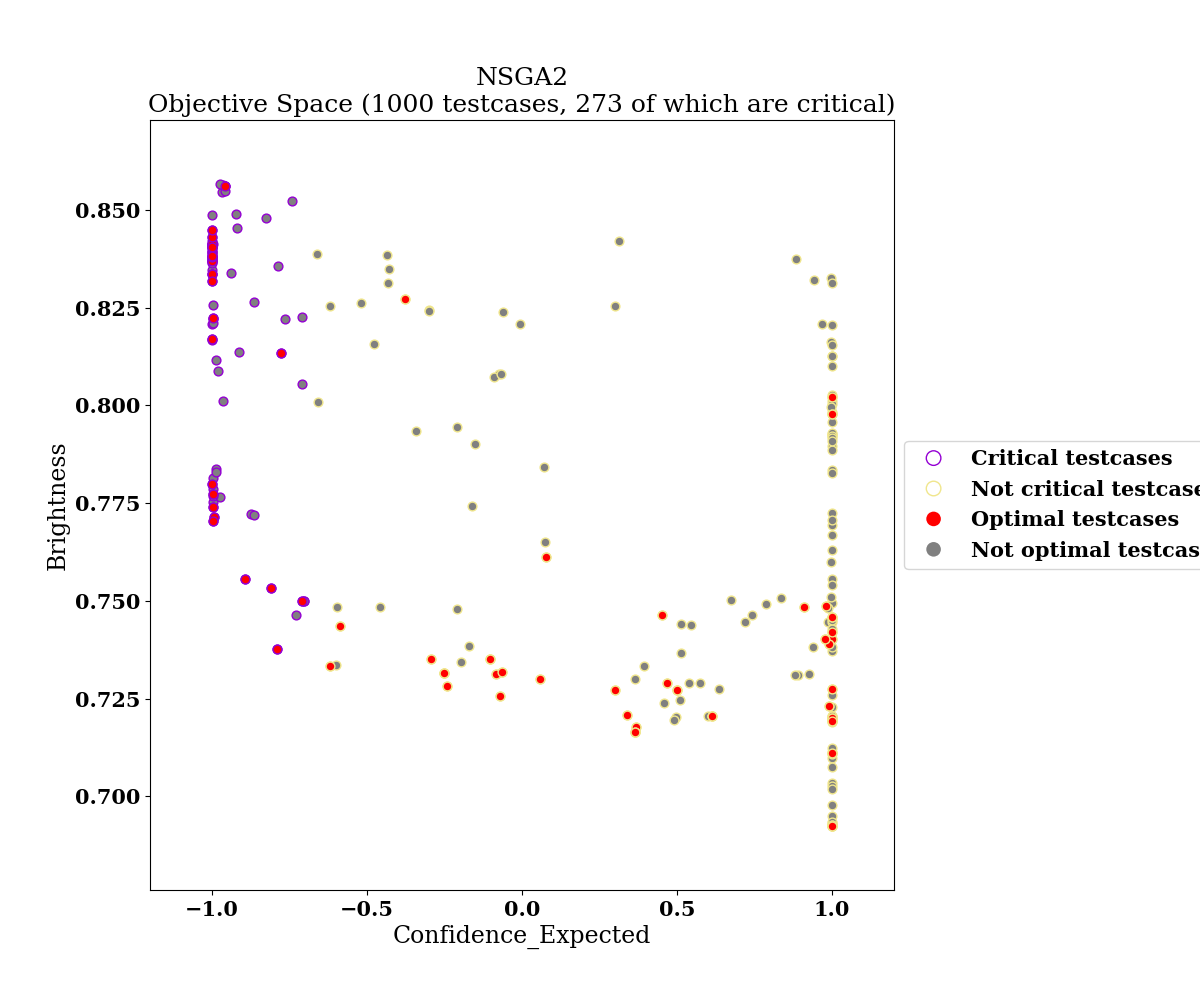 NSGA2
Objective Space (1000 testcases, 273 of which are critical)
0.850
0.825
0.800
0.775
0.750
0.725
0.700
Brightness
−1.0
−0.5
0.0
0.5
1.0
Confidence_Expected
Critical testcases
Not critical testcase
Optimal testcases
Not optimal testcas